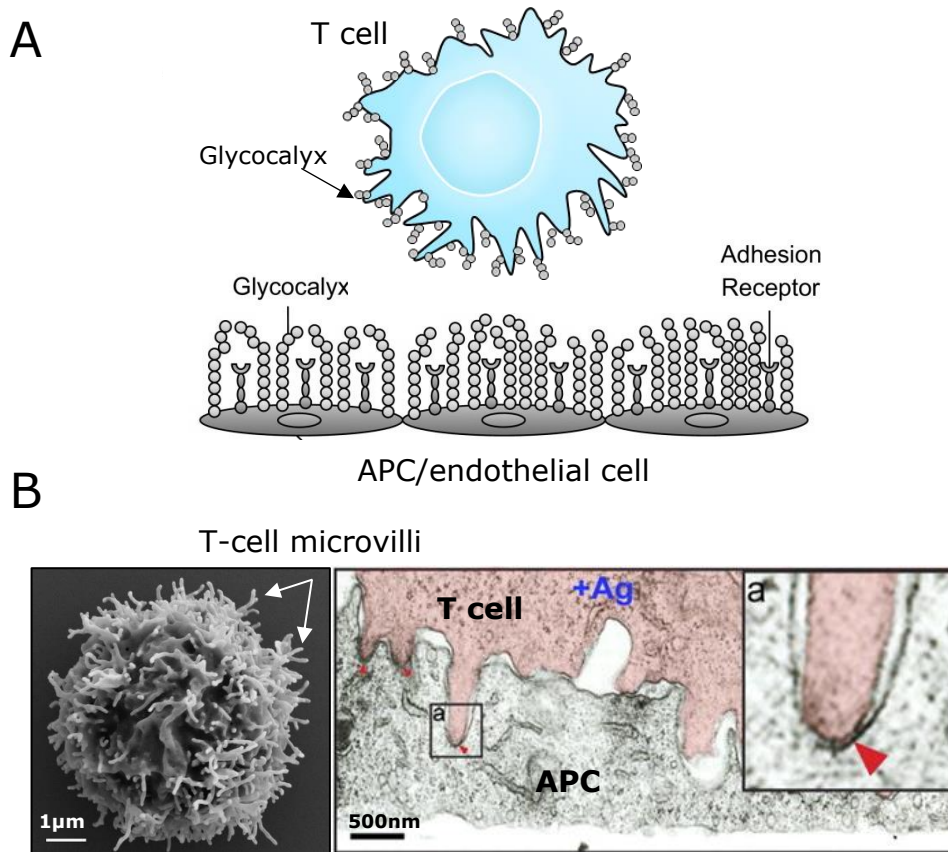 A
T cell
Glycocalyx
Glycocalyx
Adhesion
Receptor
APC/endothelial cell
B
T-cell microvilli
1µm
T cell
+Ag
a
APC
500nm
a